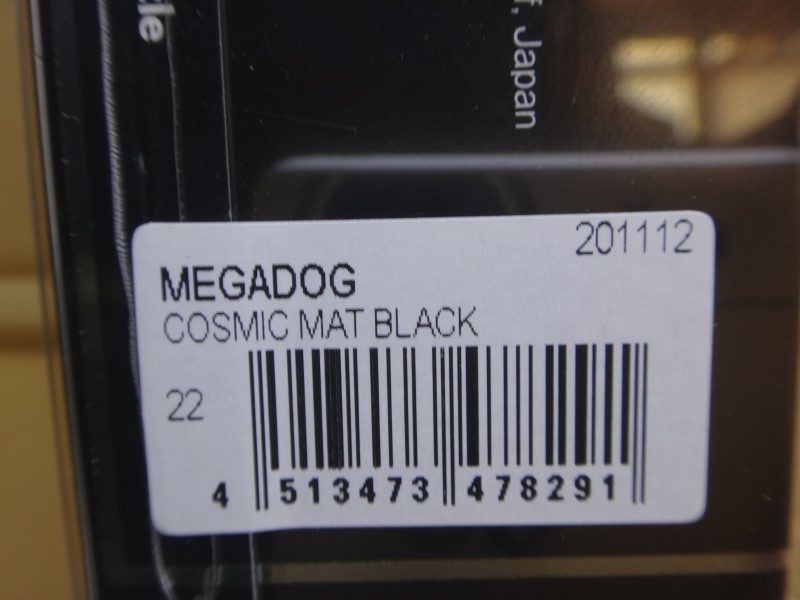 f, Japan
201112
MEGADOG
COSMIC MAT BLACK
22
4 513473 478291